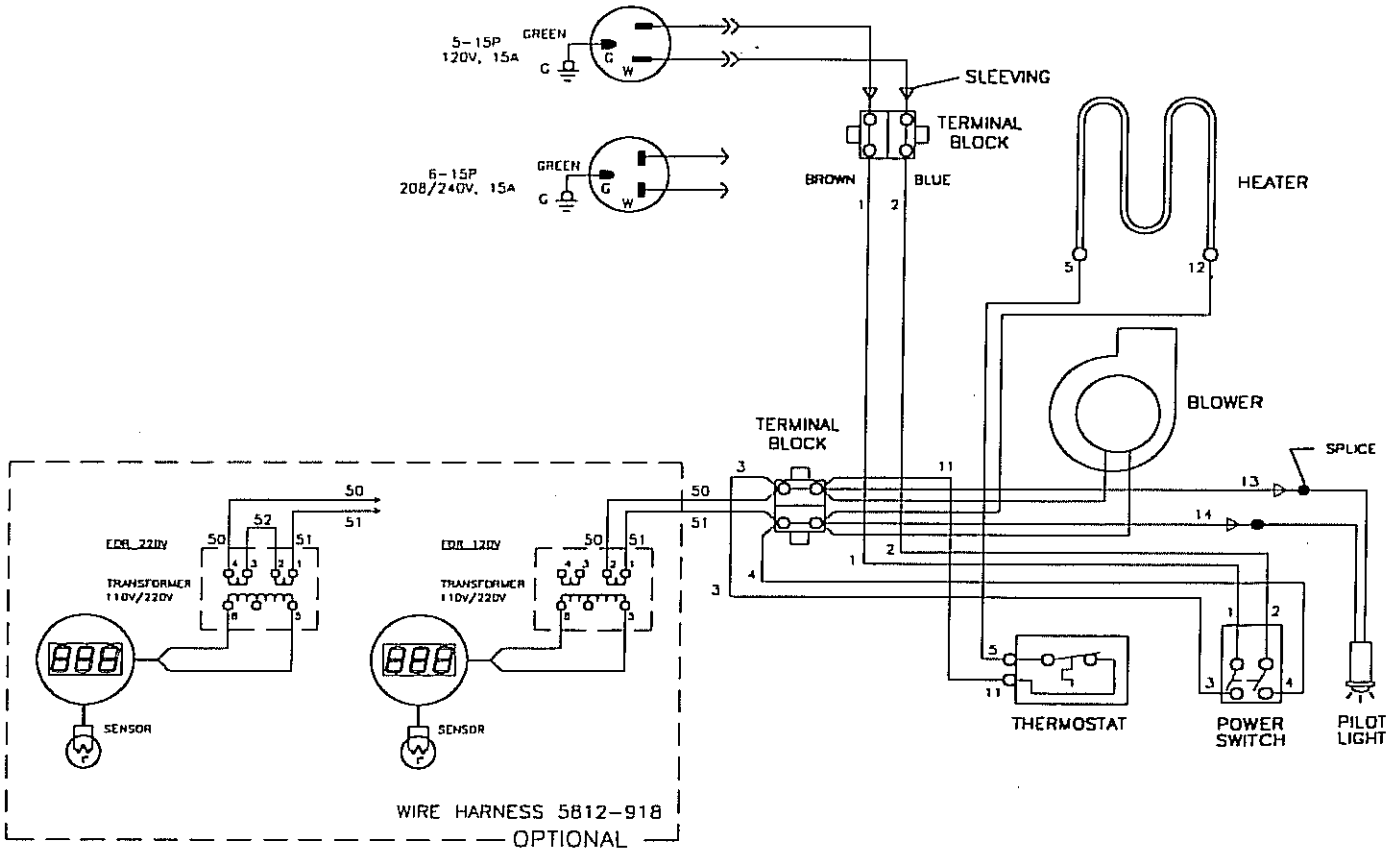 5-15P
120V, 15A
GREEN
G
G
W
SLEEVING
TERMINAL
BLOCK
6-15P
208/240V, 15A
GREEN
G
G
W
BROWN
BLUE
1
2
HEATER
5
12
BLOWER
TERMINAL
BLOCK
SPLICE
3
11
13
50
51
14
50
51
52
50
51
50
51
FOR 220V
FOR 120V
4
3
2
1
4
3
2
1
TRANSFORMER
110V/220V
TRANSFORMER
110V/220V
6
5
6
5
1
2
4
3
1
2
888
888
5
11
3
4
SENSOR
SENSOR
THERMOSTAT
POWER
SWITCH
PILOT
LIGHT
WIRE HARNESS 5812-918
OPTIONAL